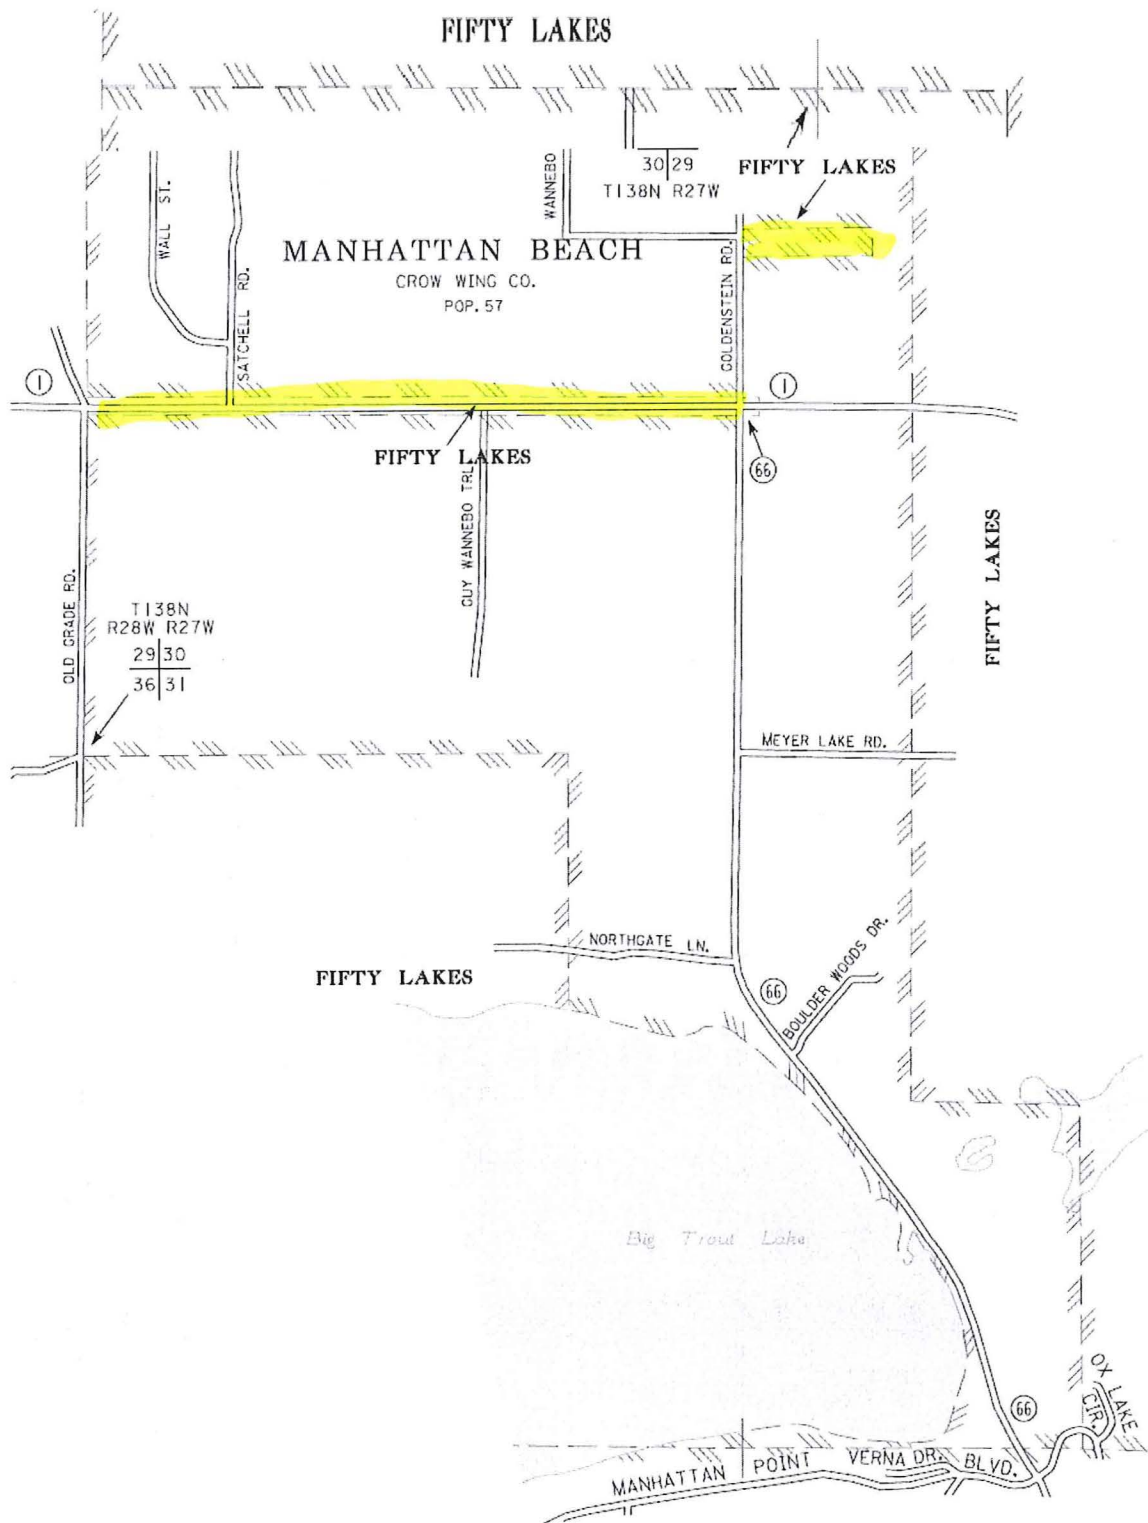 FIFTY LAKES
30|29
T138N R27W
FIFTY LAKES
WALL ST.
WANNEBO
MANHATTAN BEACH
CROW WING CO.
POP. 57
SATCHELL RD.
GOLDENSTEIN RD.
1
1
FIFTY LAKES
66
GUY WANNEBO TRL.
OLD GRADE RD.
T138N
R28W R27W
29|30
36|31
FIFTY LAKES
MEYER LAKE RD.
NORTHGATE LN.
FIFTY LAKES
66
BOULDER WOODS DR.
Big Trout Lake
66
OX LAKE
CIR.
MANHATTAN POINT BLVD.
VERNA DR.